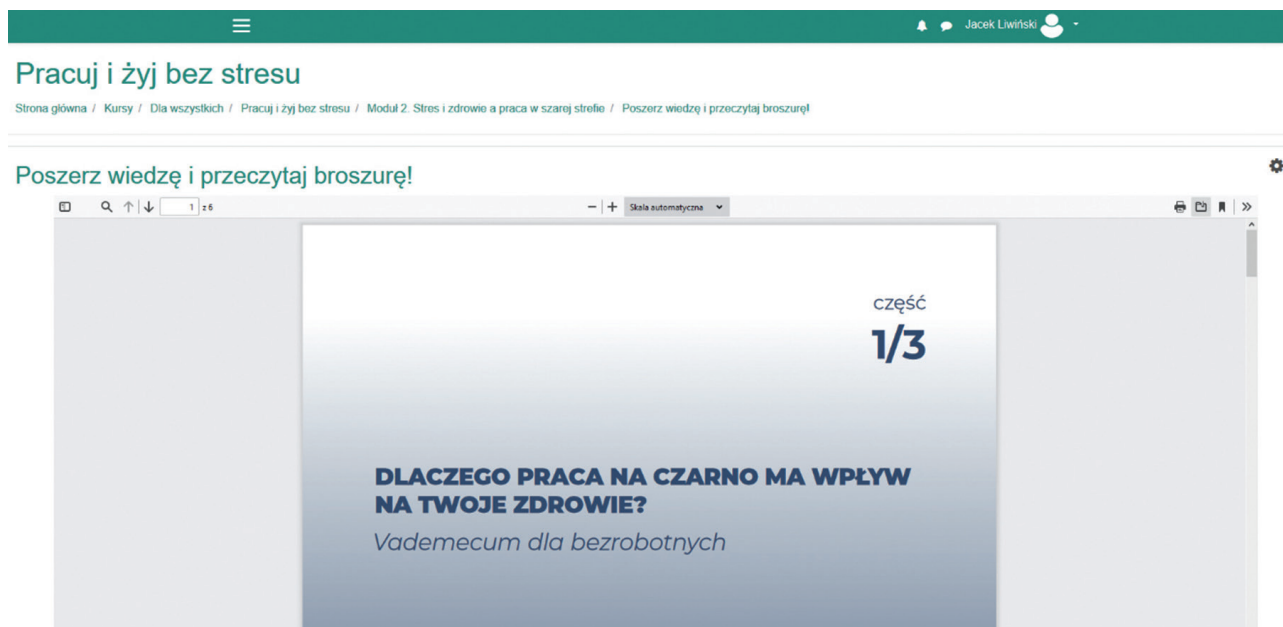 Jacek Liwiński
Pracuj i żyj bez stresu
Strona główna / Kursy / Dla wszystkich / Pracuj i żyj bez stresu / Moduł 2. Stres i zdrowie a praca w szarej strefie / Poszerz wiedzę i przeczytaj broszurę!
Poszerz wiedzę i przeczytaj broszurę!
1 z 6
Skala automatyczna
część
1/3
DLACZEGO PRACA NA CZARNO MA WPŁYW
NA TWOJE ZDROWIE?
Vademecum dla bezrobotnych